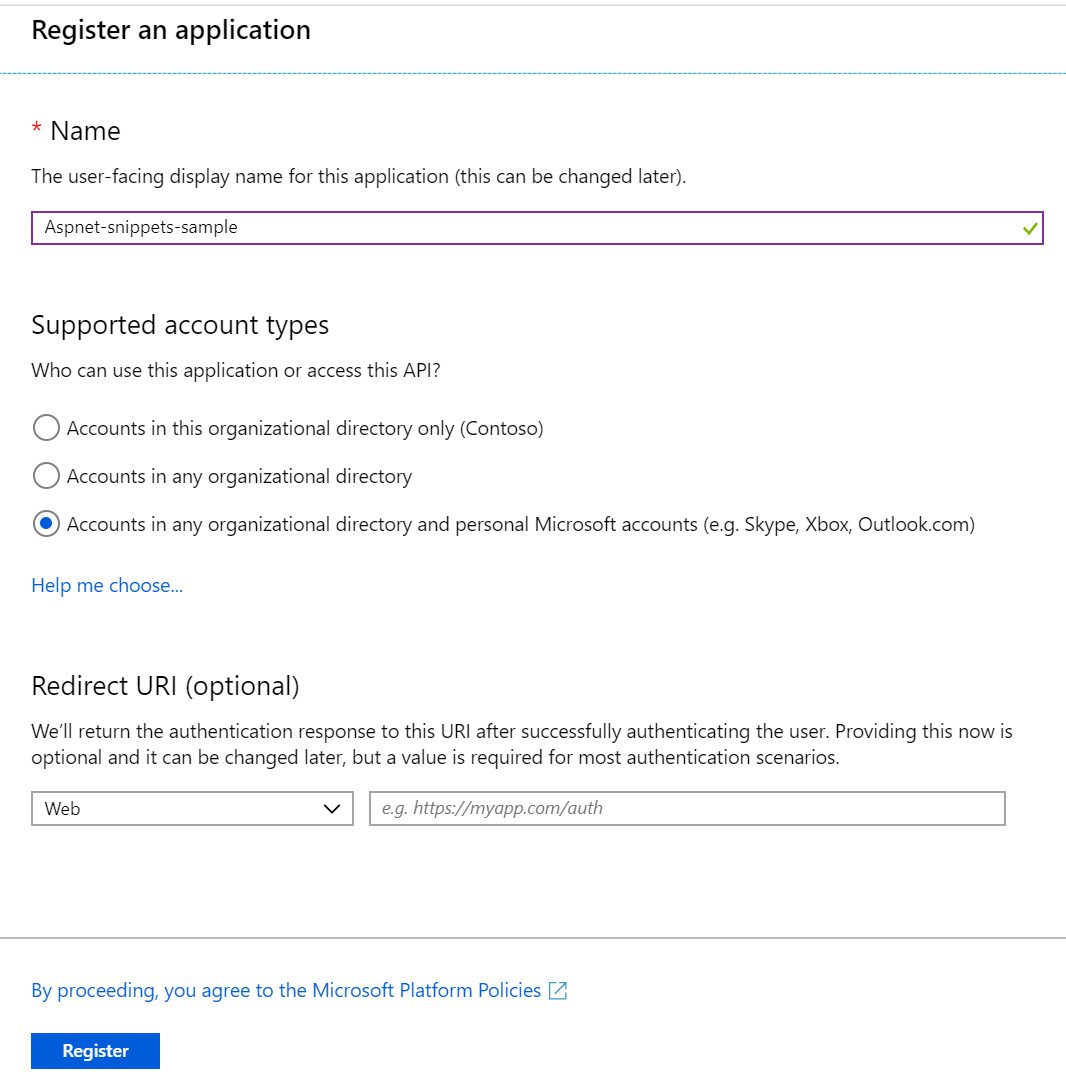 Register an application
* Name
The user-facing display name for this application (this can be changed later).
Aspnet-snippets-sample
Supported account types
Who can use this application or access this API?
Accounts in this organizational directory only (Contoso)
Accounts in any organizational directory
Accounts in any organizational directory and personal Microsoft accounts (e.g. Skype, Xbox, Outlook.com)
Help me choose...
Redirect URI (optional)
We’ll return the authentication response to this URI after successfully authenticating the user. Providing this now is
optional and it can be changed later, but a value is required for most authentication scenarios.
Web e.g. https://myapp.com/auth
By proceeding, you agree to the Microsoft Platform Policies
Register